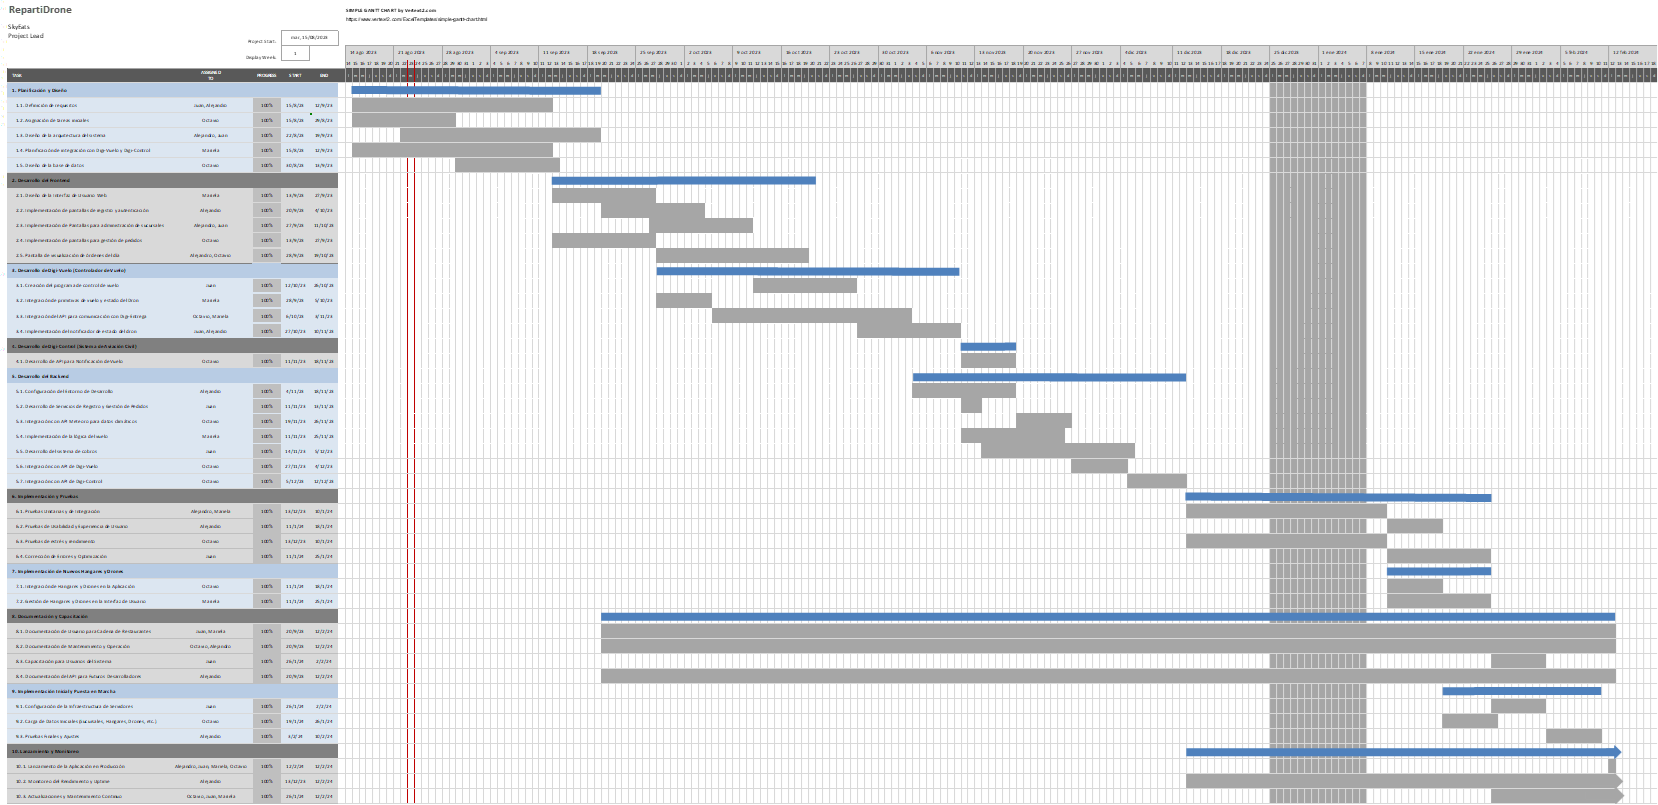 RepartiDrone
SIMPLE GANTT CHART by Vertex42.com
https://www.vertex42.com/ExcelTemplates/simple-gantt-chart.html
SkyEats
Project Lead
Project Start: mar, 15/08/2023
Display Week: 1
14 ago 2023 21 ago 2023 28 ago 2023 4 sep 2023 11 sep 2023 18 sep 2023 25 sep 2023 2 oct 2023 9 oct 2023 16 oct 2023 23 oct 2023 30 oct 2023 6 nov 2023 13 nov 2023 20 nov 2023 27 nov 2023 4 dic 2023 11 dic 2023 18 dic 2023 25 dic 2023 1 ene 2024 8 ene 2024 15 ene 2024 22 ene 2024 29 ene 2024 5 feb 2024 12 feb 2024
TASK ASSIGNED TO PROGRESS START END
1. Planificación y Diseño
1.1. Definición de requisitos Juan, Alejandro 100% 15/8/23 12/9/23
1.2. Asignación de tareas iniciales Octavio 100% 15/8/23 29/8/23
1.3. Diseño de la arquitectura del sistema Alejandro, Juan 100% 22/8/23 19/9/23
1.4. Planificación de integración con Digi-Vuelo y Digi-Control Mariela 100% 15/8/23 12/9/23
1.5. Diseño de la base de datos Octavio 100% 30/8/23 13/9/23
2. Desarrollo del Frontend
2.1. Diseño de la Interfaz de Usuario Web Mariela 100% 13/9/23 27/9/23
2.2. Implementación de pantallas de registro y autenticación Alejandro 100% 20/9/23 4/10/23
2.3. Implementación de Pantallas para administración de sucursales Alejandro, Juan 100% 27/9/23 11/10/23
2.4. Implementación de pantallas para gestión de pedidos Octavio 100% 13/9/23 27/9/23
2.5. Pantalla de visualización de órdenes del día Alejandro, Octavio 100% 28/9/23 19/10/23
3. Desarrollo de Digi-Vuelo (Controlador de Vuelo)
3.1. Creación del programa de control de vuelo Juan 100% 12/10/23 26/10/23
3.2. Integración de primitivas de vuelo y estado del Dron Mariela 100% 28/9/23 5/10/23
3.3. Integración del API para comunicación con Digi-Entrega Octavio, Mariela 100% 6/10/23 3/11/23
3.4. Implementación del notificador de estado del dron Juan, Alejandro 100% 27/10/23 10/11/23
4. Desarrollo de Digi-Control (Sistema de Aviación Civil)
4.1. Desarrollo de API para Notificación de Vuelo Octavio 100% 11/11/23 18/11/23
5. Desarrollo del Backend
5.1. Configuración del Entorno de Desarrollo Alejandro 100% 4/11/23 18/11/23
5.2. Desarrollo de Servicios de Registro y Gestión de Pedidos Juan 100% 11/11/23 13/11/23
5.3. Integración con API Meteoro para datos climáticos Octavio 100% 19/11/23 26/11/23
5.4. Implementación de la lógica del vuelo Mariela 100% 11/11/23 25/11/23
5.5. Desarrollo del sistema de cobros Juan 100% 14/11/23 5/12/23
5.6. Integración con API de Digi-Vuelo Octavio 100% 27/11/23 4/12/23
5.7. Integración con API de Digi-Control Octavio 100% 5/12/23 12/12/23
6. Implementación y Pruebas
6.1. Pruebas Unitarias y de Integración Alejandro, Mariela 100% 13/12/23 10/1/24
6.2. Pruebas de Usabilidad y Experiencia de Usuario Alejandro 100% 11/1/24 18/1/24
6.3. Pruebas de estrés y rendimiento Octavio 100% 13/12/23 10/1/24
6.4. Corrección de Errores y Optimización Juan 100% 11/1/24 25/1/24
7. Implementación de Nuevos Hangares y Drones
7.1. Integración de Hangares y Drones en la Aplicación Octavio 100% 11/1/24 18/1/24
7.2. Gestión de Hangares y Drones en la Interfaz de Usuario Mariela 100% 11/1/24 25/1/24
8. Documentación y Capacitación
8.1. Documentación de Usuario para Cadena de Restaurantes Juan, Mariela 100% 20/9/23 12/2/24
8.2. Documentación de Mantenimiento y Operación Octavio, Alejandro 100% 20/9/23 12/2/24
8.3. Capacitación para Usuarios del Sistema Juan 100% 26/1/24 2/2/24
8.4. Documentación del API para Futuros Desarrolladores Alejandro 100% 20/9/23 12/2/24
9. Implementación Inicial y Puesta en Marcha
9.1. Configuración de la Infraestructura de Servidores Juan 100% 26/1/24 2/2/24
9.2. Carga de Datos Iniciales (Sucursales, Hangares, Drones, etc.) Octavio 100% 19/1/24 26/1/24
9.3. Pruebas Finales y Ajustes Alejandro 100% 3/2/24 10/2/24
10. Lanzamiento y Monitoreo
10.1. Lanzamiento de la Aplicación en Producción Alejandro, Juan, Mariela, Octavio 100% 12/2/24 12/2/24
10.2. Monitoreo del Rendimiento y Uptime Alejandro 100% 13/12/23 12/2/24
10.3. Actualizaciones y Mantenimiento Continuo Octavio, Juan, Mariela 100% 26/1/24 12/2/24